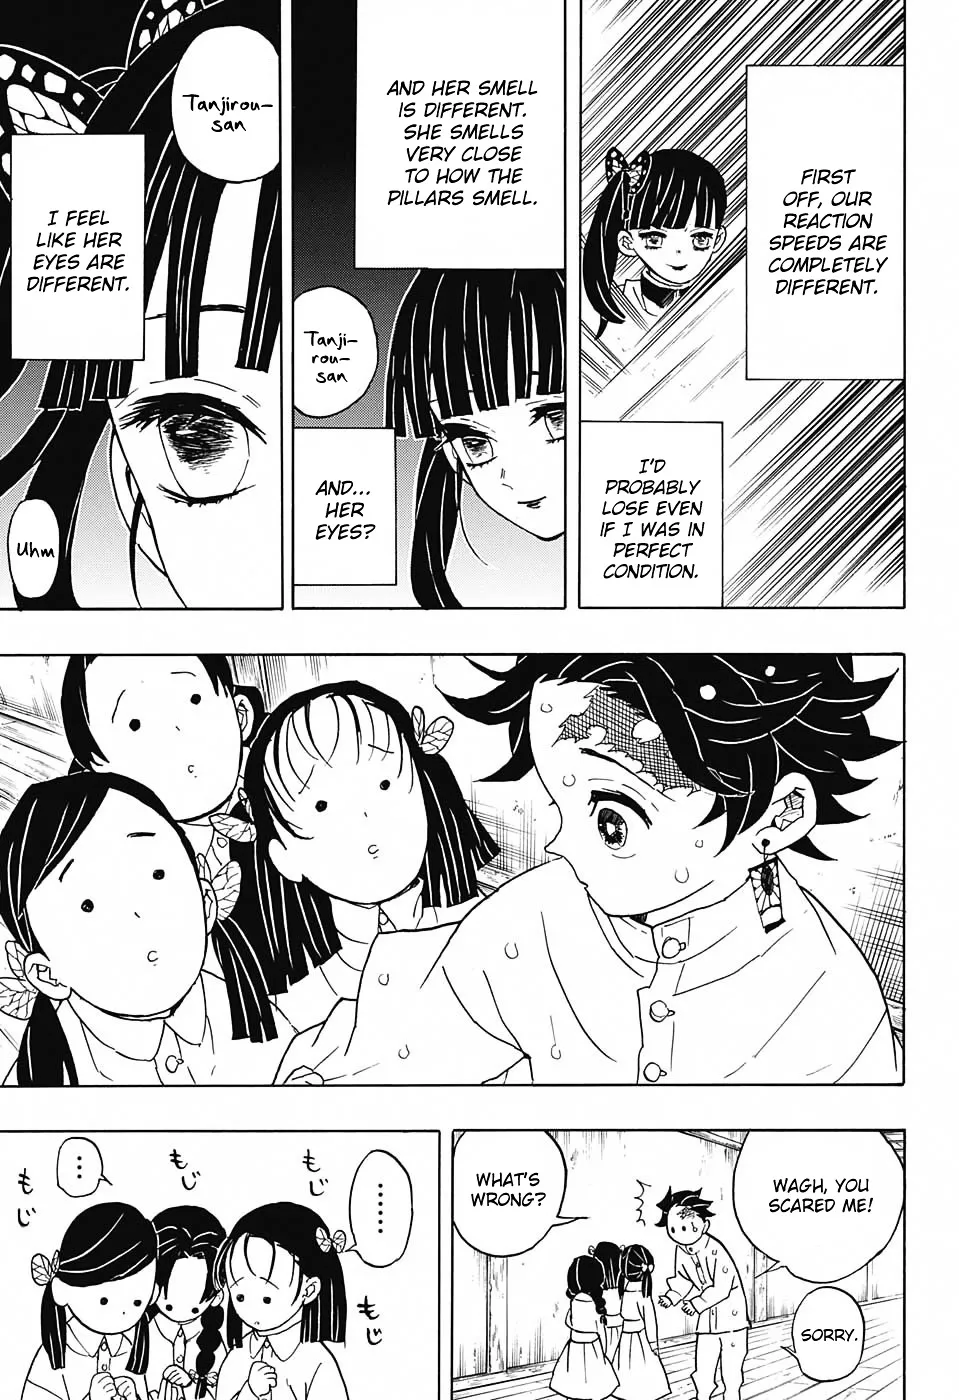 FIRST
OFF, OUR
REACTION
SPEEDS ARE
COMPLETELY
DIFFERENT.
I'D
PROBABLY
LOSE EVEN
IF I WAS IN
PERFECT
CONDITION.
AND HER SMELL
IS DIFFERENT.
SHE SMELLS
VERY CLOSE
TO HOW THE
PILLARS SMELL.
Tanji-
rou-
san
AND...
HER
EYES?
Tanjirou-
san
I FEEL
LIKE HER
EYES ARE
DIFFERENT.
Uhm
WAGH, YOU
SCARED ME!
SORRY.
WHAT'S
WRONG?
......
もじ
もじ
もじ
...
もじ